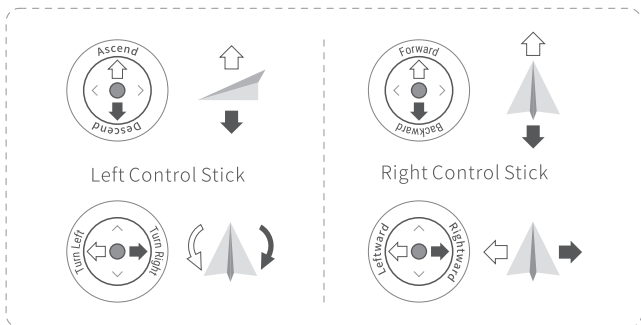 Ascend
Descend
Left Control Stick
Turn Left
Turn Right
Forward
Backward
Right Control Stick
Leftward
Rightward